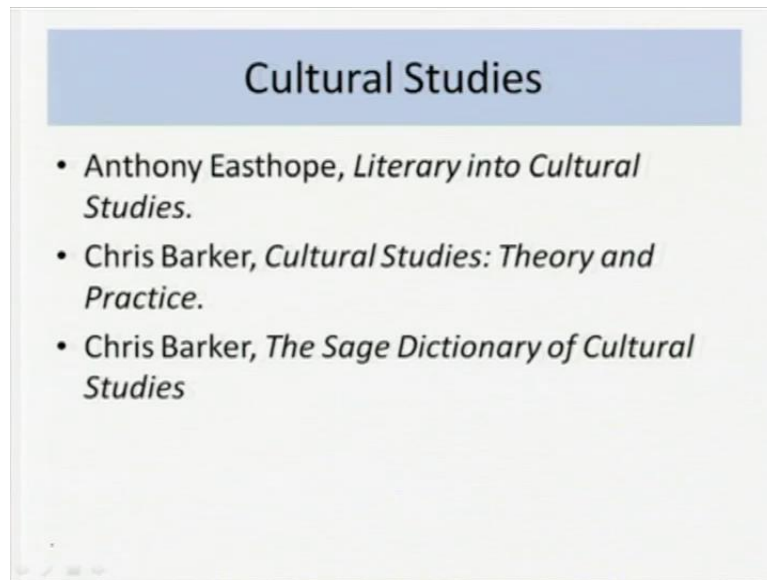 Cultural Studies
• Anthony Easthope, Literary into Cultural
Studies.
• Chris Barker, Cultural Studies: Theory and
Practice.
• Chris Barker, The Sage Dictionary of Cultural
Studies